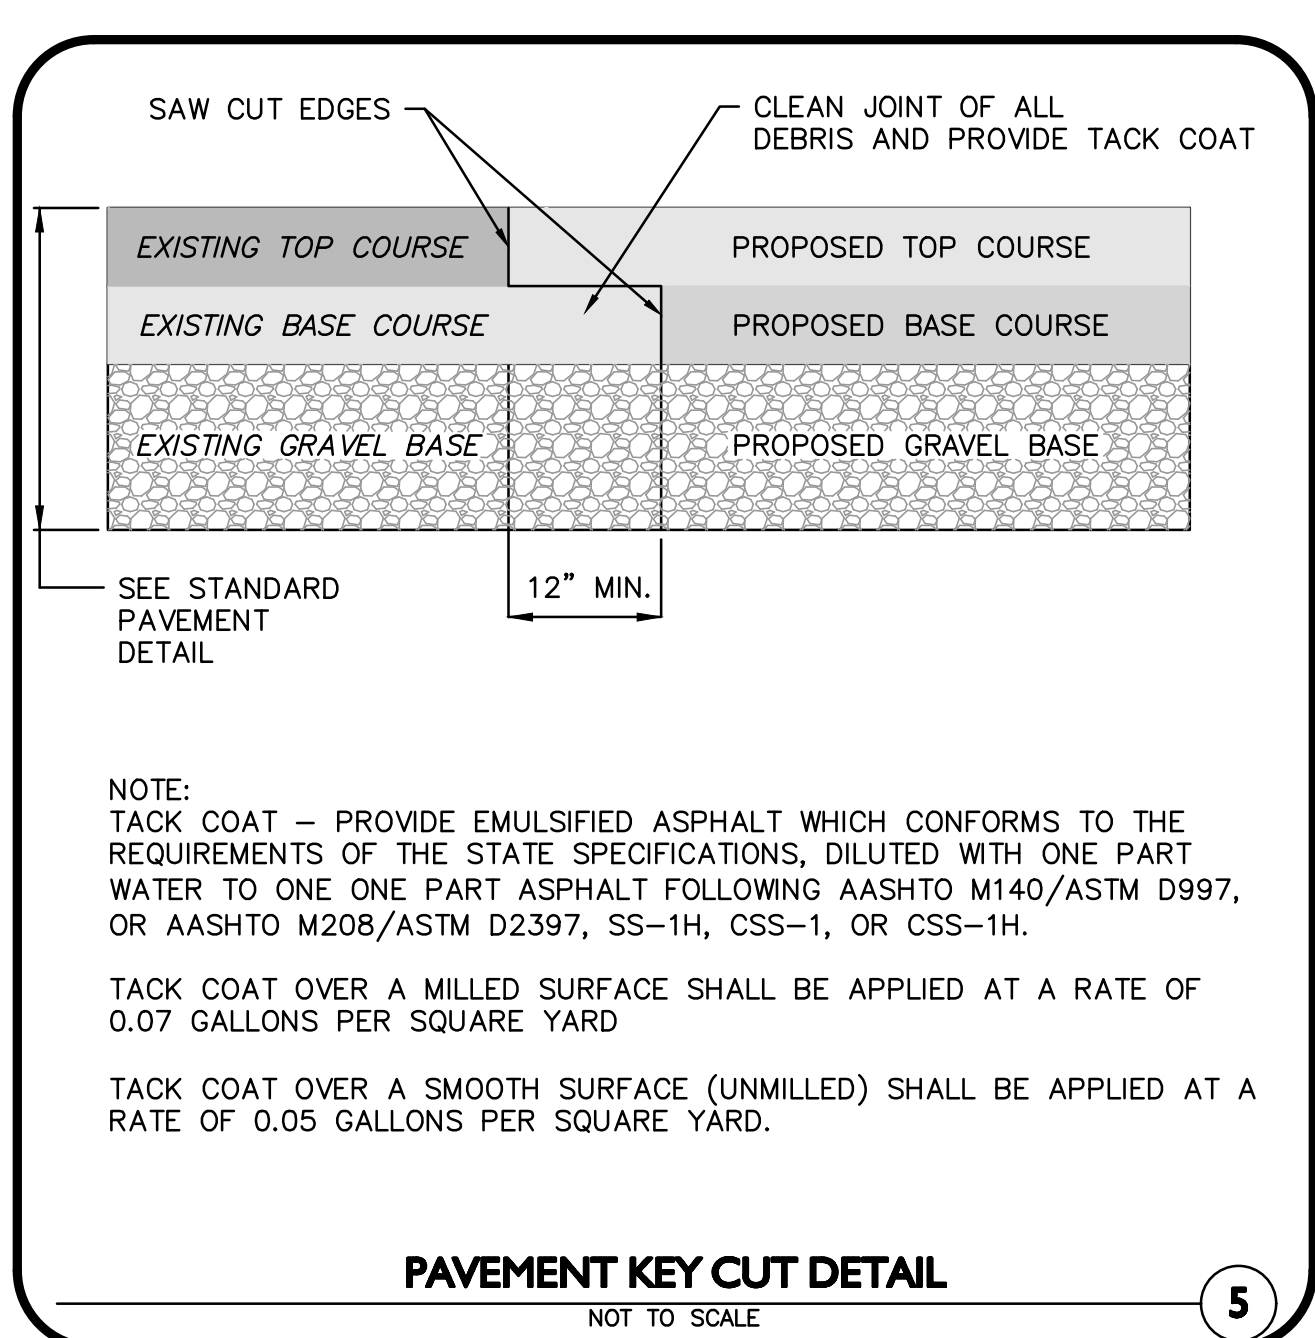 SAW CUT EDGES
CLEAN JOINT OF ALL
DEBRIS AND PROVIDE TACK COAT
EXISTING TOP COURSE
PROPOSED TOP COURSE
EXISTING BASE COURSE
PROPOSED BASE COURSE
EXISTING GRAVEL BASE
PROPOSED GRAVEL BASE
SEE STANDARD
PAVEMENT
DETAIL
12” MIN.
NOTE:
TACK COAT – PROVIDE EMULSIFIED ASPHALT WHICH CONFORMS TO THE
REQUIREMENTS OF THE STATE SPECIFICATIONS, DILUTED WITH ONE PART
WATER TO ONE ONE PART ASPHALT FOLLOWING AASHTO M140/ASTM D997,
OR AASHTO M208/ASTM D2397, SS–1H, CSS–1, OR CSS–1H.
TACK COAT OVER A MILLED SURFACE SHALL BE APPLIED AT A RATE OF
0.07 GALLONS PER SQUARE YARD
TACK COAT OVER A SMOOTH SURFACE (UNMILLED) SHALL BE APPLIED AT A
RATE OF 0.05 GALLONS PER SQUARE YARD.
PAVEMENT KEY CUT DETAIL
NOT TO SCALE
5